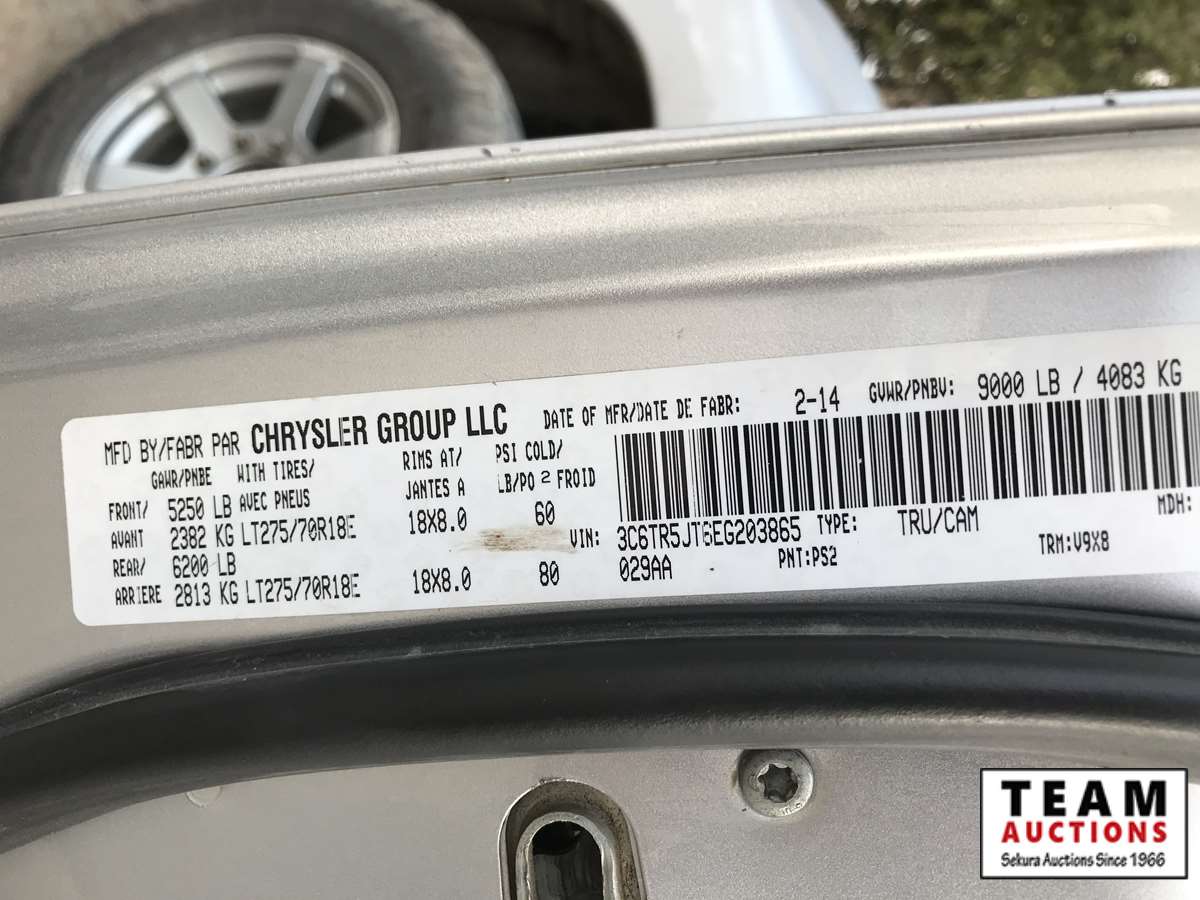 MFD BY/FABR PAR CHRYSLER GROUP LLC DATE OF MFR/DATE DE FABR: 2-14 GVWR/PNBV: 9000 LB / 4083 KG
GAWR/PNBE WITH TIRES/ RIMS AT/ PSI COLD/
AVEC PNEUS JANTES A LB/PO 2 FROID
FRONT/ 5250 LB
AVANT 2382 KG LT275/70R18E 18X8.0 60
REAR/ 6200 LB
ARRIERE 2813 KG LT275/70R18E 18X8.0 80
VIN: 3C6TR5JT6EG203865 TYPE: TRU/CAM MDH:
029AA PNT:PS2 TRM:V9X8
TEAM
AUCTIONS
Sekura Auctions Since 1966